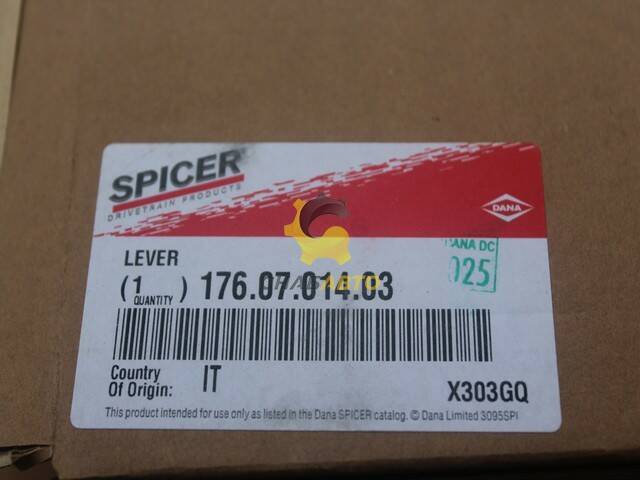 SPICER
DRIVETRAIN PRODUCTS
DANA
LEVER
DANA DC
025
(1 QUANTITY) 176.07.014.03
СНАБАВТО
Country Of Origin: IT
X303GQ
This product intended for use only as listed in the Dana SPICER catalog. © Dana Limited 3095SPI